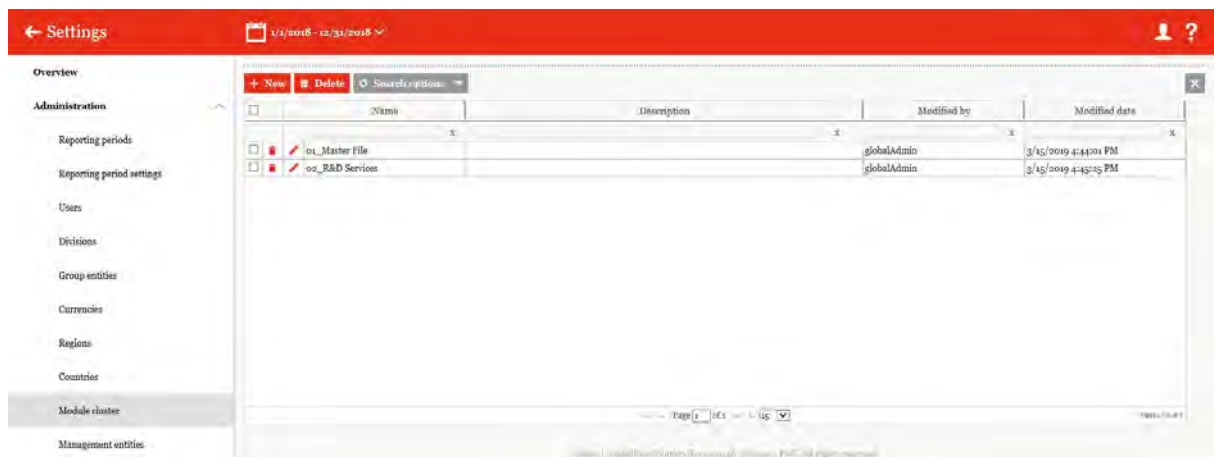 ← Settings
1/1/2018 - 12/31/2018
?
Overview
Administration
Reporting periods
Reporting period settings
Users
Divisions
Group entities
Currencies
Regions
Countries
Module cluster
Management entities
+ New Delete Search options
Name Description Modified by Modified date
x x x x
01_Master File globalAdmin 3/15/2019 4:44:01 PM
02_R&D Services globalAdmin 3/15/2019 4:45:25 PM
Page 1 of 1 15